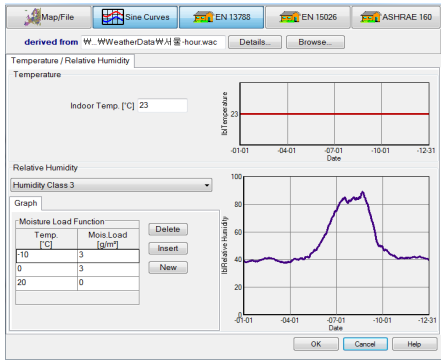 Map/File Sine Curves EN 13788 EN 15026 ASHRAE 160
derived from ₩...₩WeatherData₩서울-hour.wac Details... Browse...
Temperature / Relative Humidity
Temperature
Indoor Temp. [°C] 23
lblTemperature
23
-01-01 -04-01 -07-01 -10-01 -12-31
Date
Relative Humidity
Humidity Class 3
Graph
Moisture Load Function
Temp. [°C] Mois.Load [g/m³]
-10 3
0 3
20 0
Delete
Insert
New
lblRelative Humidity
100
80
60
40
20
0
-01-01 -04-01 -07-01 -10-01 -12-31
Date
OK Cancel Help